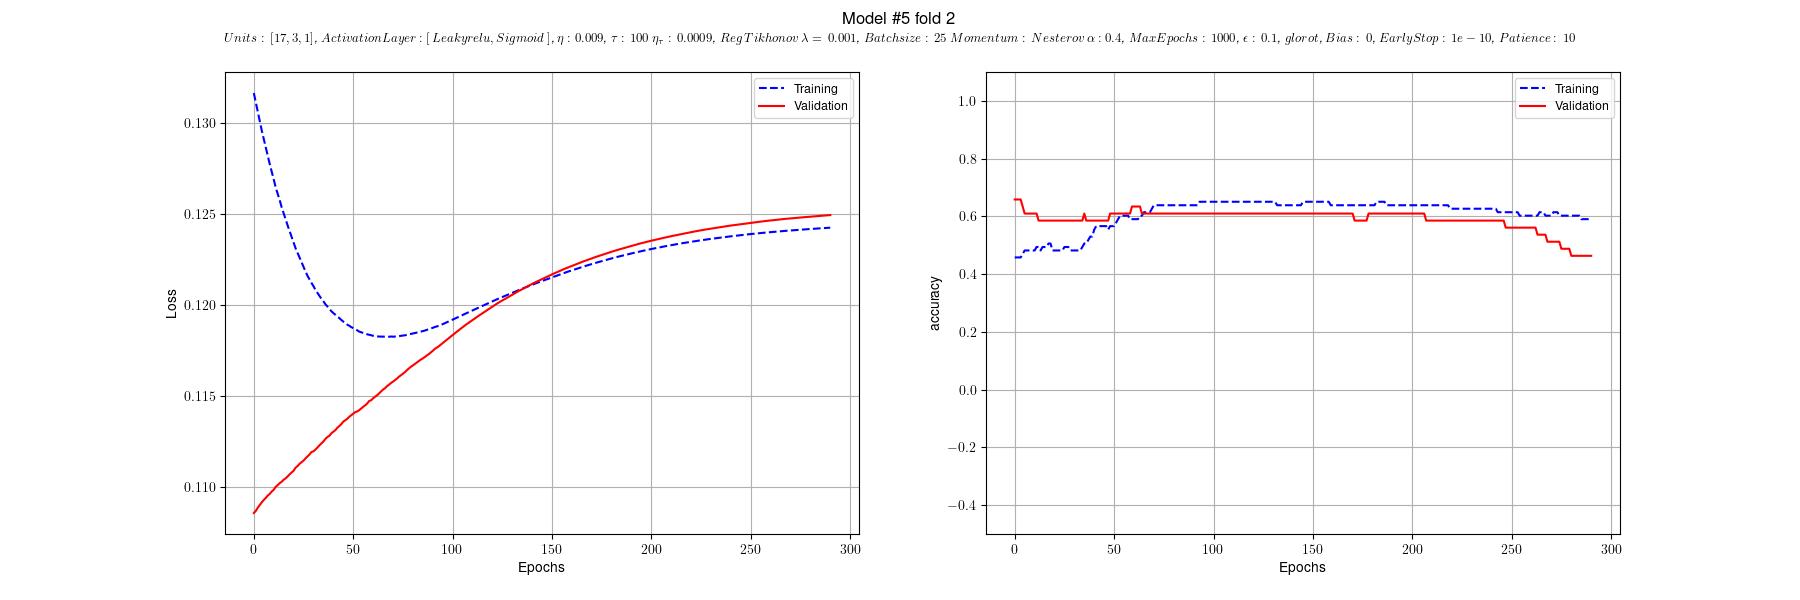 Model #5 fold 2
Units : [17, 3, 1], ActivationLayer : [ Leakyrelu, Sigmoid ], η : 0.009, τ : 100 η_τ : 0.0009, RegTikhonov λ = 0.001, Batchsize : 25 Momentum : Nesterov α : 0.4, MaxEpochs : 1000, ϵ : 0.1, glorot, Bias : 0, EarlyStop : 1e − 10, Patience : 10
Training
Validation
0.130
0.125
0.120
0.115
0.110
Loss
0 50 100 150 200 250 300
Epochs
Training
Validation
1.0
0.8
0.6
0.4
0.2
0.0
−0.2
−0.4
accuracy
0 50 100 150 200 250 300
Epochs